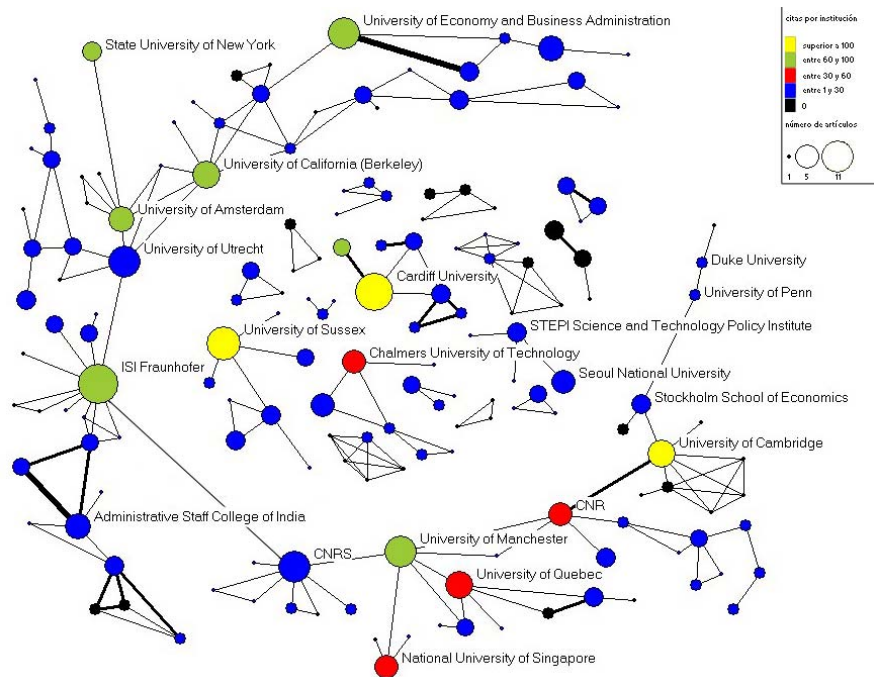 University of Economy and Business Administration
State University of New York
University of California (Berkeley)
University of Amsterdam
University of Utrecht
Cardiff University
Duke University
University of Penn
University of Sussex
STEPI Science and Technology Policy Institute
Chalmers University of Technology
ISI Fraunhofer
Seoul National University
Stockholm School of Economics
University of Cambridge
CNR
Administrative Staff College of India
University of Manchester
CNRS
University of Quebec
National University of Singapore
citas por institución
superior a 100
entre 60 y 100
entre 30 y 60
entre 1 y 30
0
número de artículos
1 5 11